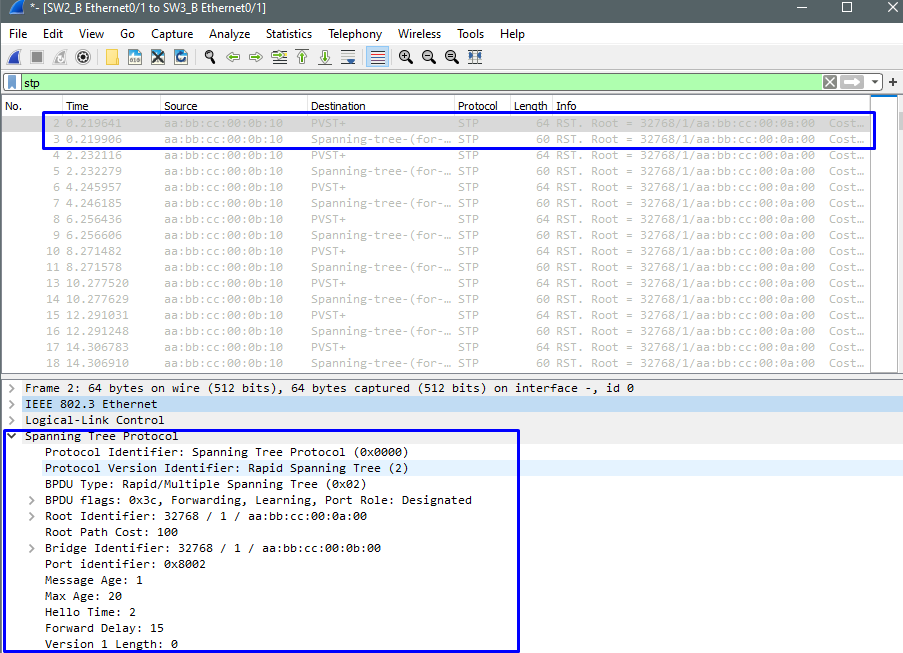 *- [SW2_B Ethernet0/1 to SW3_B Ethernet0/1]
File Edit View Go Capture Analyze Statistics Telephony Wireless Tools Help
stp
No. Time Source Destination Protocol Length Info
2 0.219641 aa:bb:cc:00:0b:10 PVST+ STP 64 RST. Root = 32768/1/aa:bb:cc:00:0a:00 Cost…
3 0.219906 aa:bb:cc:00:0b:10 Spanning-tree-(for-… STP 60 RST. Root = 32768/1/aa:bb:cc:00:0a:00 Cost…
4 2.232116 aa:bb:cc:00:0b:10 PVST+ STP 64 RST. Root = 32768/1/aa:bb:cc:00:0a:00 Cost…
5 2.232279 aa:bb:cc:00:0b:10 Spanning-tree-(for-… STP 60 RST. Root = 32768/1/aa:bb:cc:00:0a:00 Cost…
6 4.245957 aa:bb:cc:00:0b:10 PVST+ STP 64 RST. Root = 32768/1/aa:bb:cc:00:0a:00 Cost…
7 4.246185 aa:bb:cc:00:0b:10 Spanning-tree-(for-… STP 60 RST. Root = 32768/1/aa:bb:cc:00:0a:00 Cost…
8 6.256436 aa:bb:cc:00:0b:10 PVST+ STP 64 RST. Root = 32768/1/aa:bb:cc:00:0a:00 Cost…
9 6.256606 aa:bb:cc:00:0b:10 Spanning-tree-(for-… STP 60 RST. Root = 32768/1/aa:bb:cc:00:0a:00 Cost…
10 8.271482 aa:bb:cc:00:0b:10 PVST+ STP 64 RST. Root = 32768/1/aa:bb:cc:00:0a:00 Cost…
11 8.271578 aa:bb:cc:00:0b:10 Spanning-tree-(for-… STP 60 RST. Root = 32768/1/aa:bb:cc:00:0a:00 Cost…
13 10.277520 aa:bb:cc:00:0b:10 PVST+ STP 64 RST. Root = 32768/1/aa:bb:cc:00:0a:00 Cost…
14 10.277629 aa:bb:cc:00:0b:10 Spanning-tree-(for-… STP 60 RST. Root = 32768/1/aa:bb:cc:00:0a:00 Cost…
15 12.291031 aa:bb:cc:00:0b:10 PVST+ STP 64 RST. Root = 32768/1/aa:bb:cc:00:0a:00 Cost…
16 12.291248 aa:bb:cc:00:0b:10 Spanning-tree-(for-… STP 60 RST. Root = 32768/1/aa:bb:cc:00:0a:00 Cost…
17 14.306783 aa:bb:cc:00:0b:10 PVST+ STP 64 RST. Root = 32768/1/aa:bb:cc:00:0a:00 Cost…
18 14.306910 aa:bb:cc:00:0b:10 Spanning-tree-(for-… STP 60 RST. Root = 32768/1/aa:bb:cc:00:0a:00 Cost…
Frame 2: 64 bytes on wire (512 bits), 64 bytes captured (512 bits) on interface -, id 0
IEEE 802.3 Ethernet
Logical-Link Control
Spanning Tree Protocol
Protocol Identifier: Spanning Tree Protocol (0x0000)
Protocol Version Identifier: Rapid Spanning Tree (2)
BPDU Type: Rapid/Multiple Spanning Tree (0x02)
BPDU flags: 0x3c, Forwarding, Learning, Port Role: Designated
Root Identifier: 32768 / 1 / aa:bb:cc:00:0a:00
Root Path Cost: 100
Bridge Identifier: 32768 / 1 / aa:bb:cc:00:0b:00
Port identifier: 0x8002
Message Age: 1
Max Age: 20
Hello Time: 2
Forward Delay: 15
Version 1 Length: 0